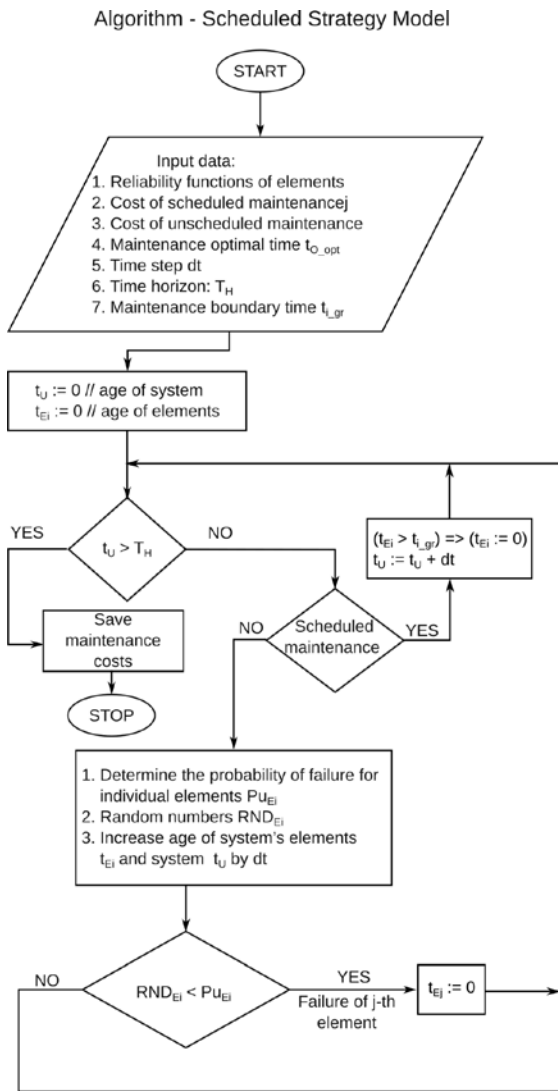 Algorithm - Scheduled Strategy Model
START
Input data:
1. Reliability functions of elements
2. Cost of scheduled maintenancej
3. Cost of unscheduled maintenance
4. Maintenance optimal time t_O_opt
5. Time step dt
6. Time horizon: T_H
7. Maintenance boundary time t_i_gr
t_U := 0 // age of system
t_Ei := 0 // age of elements
YES
t_U > T_H
NO
(t_Ei > t_i_gr) => (t_Ei := 0)
t_U := t_U + dt
Save
maintenance
costs
NO
Scheduled
maintenance
YES
STOP
1. Determine the probability of failure for
individual elements Pu_Ei
2. Random numbers RND_Ei
3. Increase age of system's elements
t_Ei and system t_U by dt
NO
RND_Ei < Pu_Ei
YES
Failure of j-th
element
t_Ej := 0